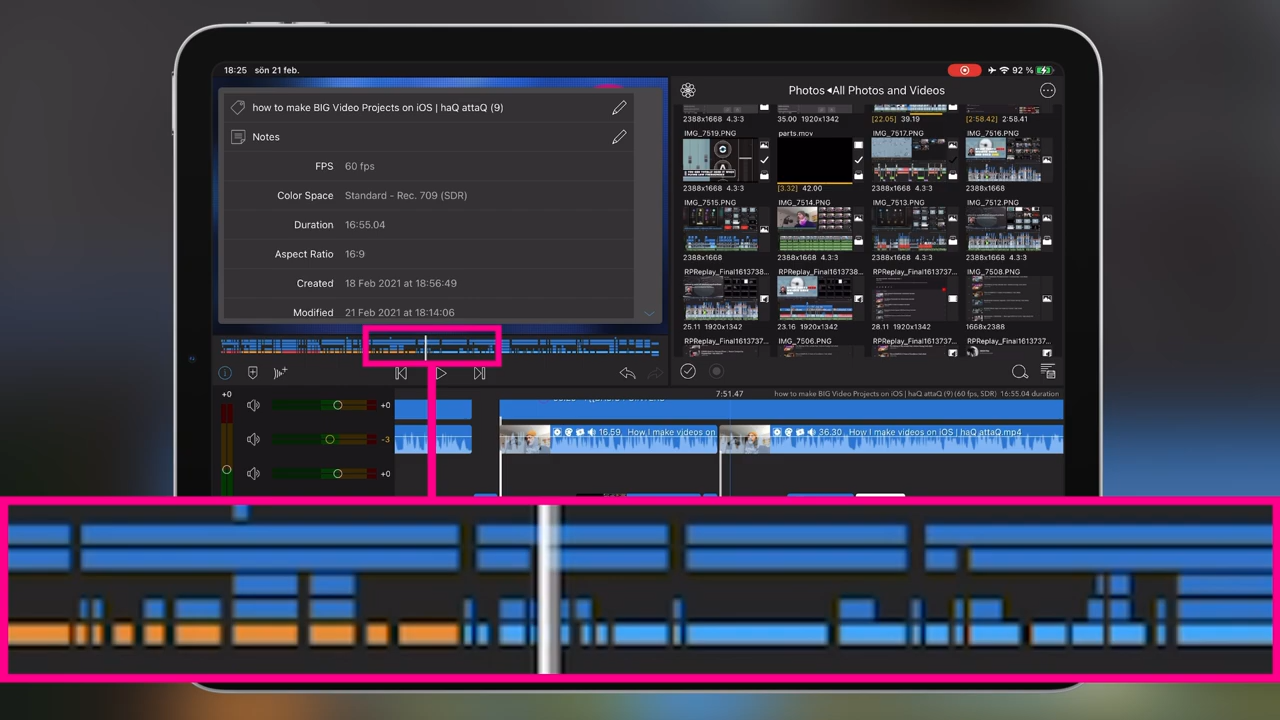 18:25 sön 21 feb.
92 %
how to make BIG Video Projects on iOS | haQ attaQ (9)
Notes
FPS 60 fps
Color Space Standard - Rec. 709 (SDR)
Duration 16:55.04
Aspect Ratio 16:9
Created 18 Feb 2021 at 18:56:49
Modified 21 Feb 2021 at 18:14:06
Photos◂All Photos and Videos
2388x1668 4.3:3
35.00 1920x1342
[22.05] 39.19
[2:58.42] 2:58.41
IMG_7519.PNG
parts.mov
IMG_7517.PNG
IMG_7516.PNG
2388x1668 4.3:3
[3.32] 42.00
2388x1668 4.3:3
2388x1668
IMG_7515.PNG
IMG_7514.PNG
IMG_7513.PNG
IMG_7512.PNG
2388x1668 4.3:3
2388x1668
2388x1668 4.3:3
2388x1668
RPReplay_Final1613738...
RPReplay_Final1613738...
RPReplay_Final1613737...
IMG_7508.PNG
25.11 1920x1342
23.16 1920x1342
28.11 1920x1342
1668x2388
RPReplay_Final1613737...
IMG_7506.PNG
RPReplay_Final1613737...
RPReplay_Final1613737...
7:51.47
how to make BIG Video Projects on iOS | haQ attaQ (9) (60 fps, SDR) 16:55.04 duration
+0
+0
-3
+0
16.59 How I make videos on
36.30 How I make videos on iOS | haQ attaQ.mp4